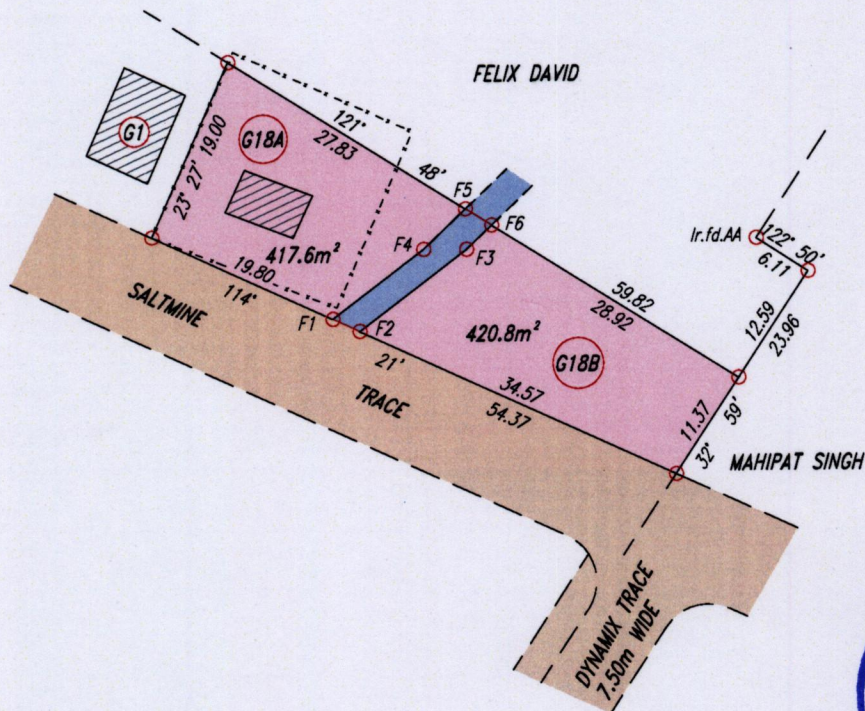 FELIX DAVID
G1
G18A
121°
27.83
48'
23° 27' 19.00
F5
F6
F4
F3
Ir.fd.AA
122° 50'
6.11
417.6m²
19.80
114°
SALTMINE
F1
F2
21'
420.8m²
G18B
59.82
28.92
12.59
23.96
34.57
54.37
TRACE
11.37
32° 59'
MAHIPAT SINGH
DYNAMIX TRACE
7.50m WIDE